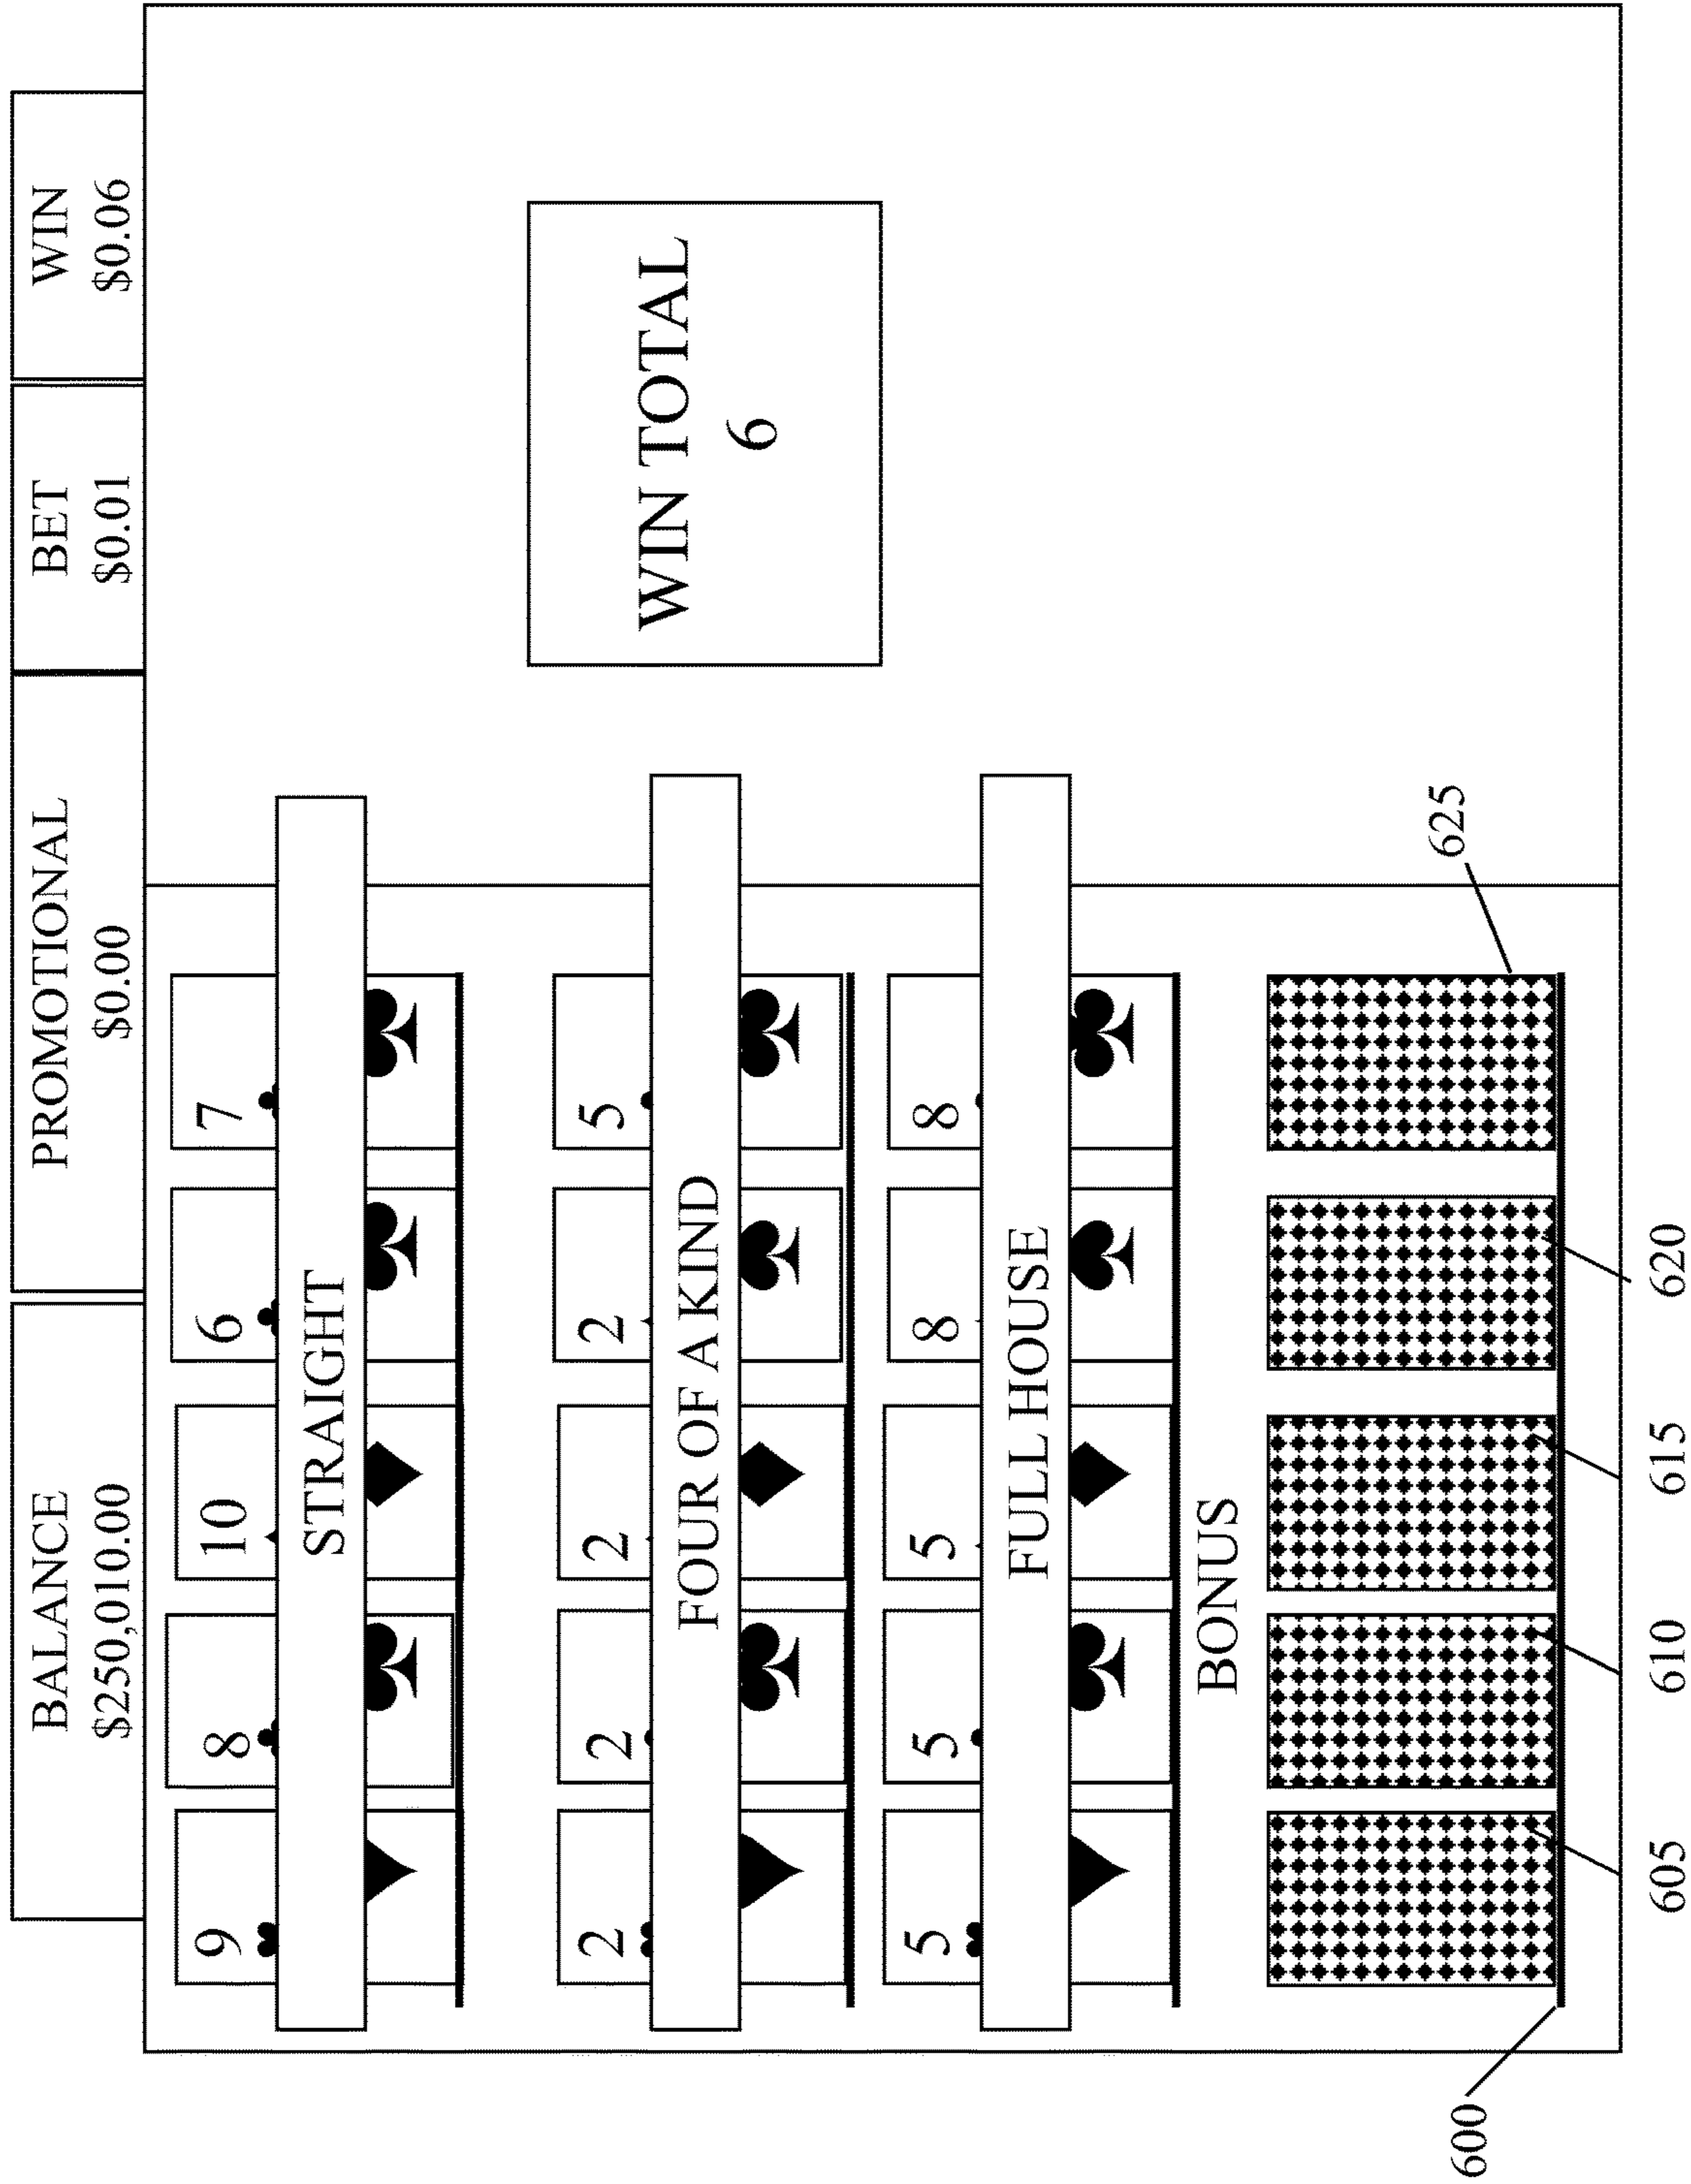 BALANCE
$250,010.00
PROMOTIONAL
$0.00
BET
$0.01
WIN
$0.06
9 8 10 6 7
STRAIGHT
2 2 2 2 5
FOUR OF A KIND
WIN TOTAL
6
5 5 5 8 8
FULL HOUSE
BONUS
600
605
610
615
620
625